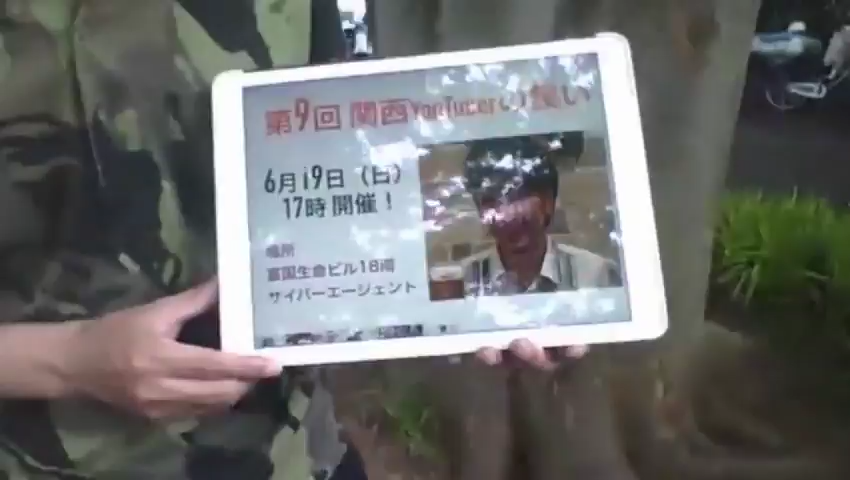 第9回 関西YouTuberの集い
6月19日（日）
17時 開催！
場所
富国生命ビル18階
サイバーエージェント